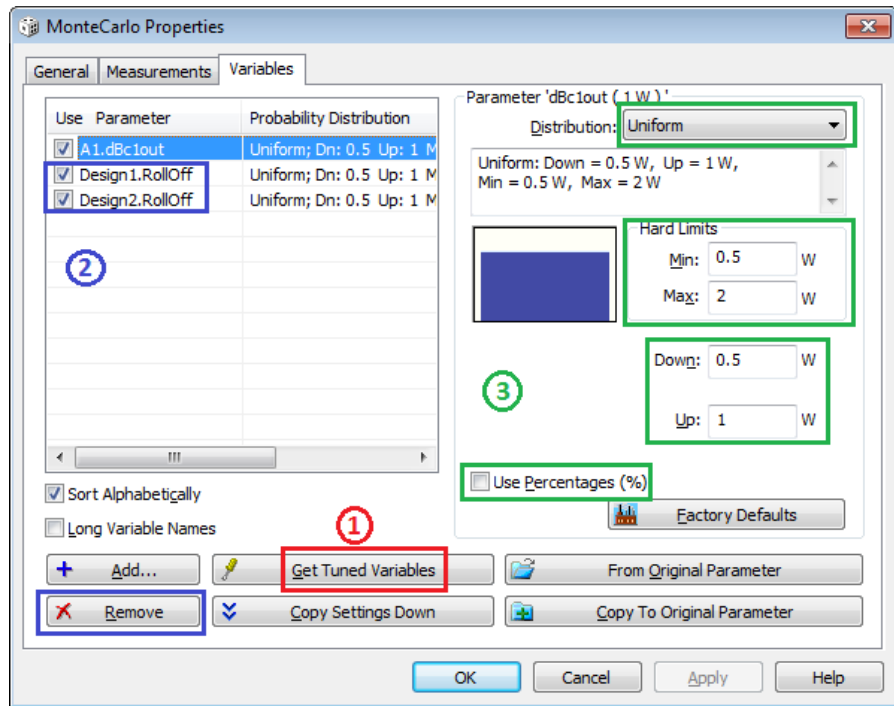 MonteCarlo Properties
General Measurements Variables
Use Parameter Probability Distribution
A1.dBc1out Uniform; Dn: 0.5 Up: 1 M
Design1.RollOff Uniform; Dn: 0.5 Up: 1 M
Design2.RollOff Uniform; Dn: 0.5 Up: 1 M
2
Sort Alphabetically
Long Variable Names
1
Parameter 'dBc1out ( 1 W ) '
Distribution: Uniform
Uniform: Down = 0.5 W, Up = 1 W,
Min = 0.5 W, Max = 2 W
Hard Limits
Min: 0.5 W
Max: 2 W
Down: 0.5 W
3
Up: 1 W
Use Percentages (%)
Factory Defaults
Add... Get Tuned Variables From Original Parameter
Remove Copy Settings Down Copy To Original Parameter
OK Cancel Apply Help